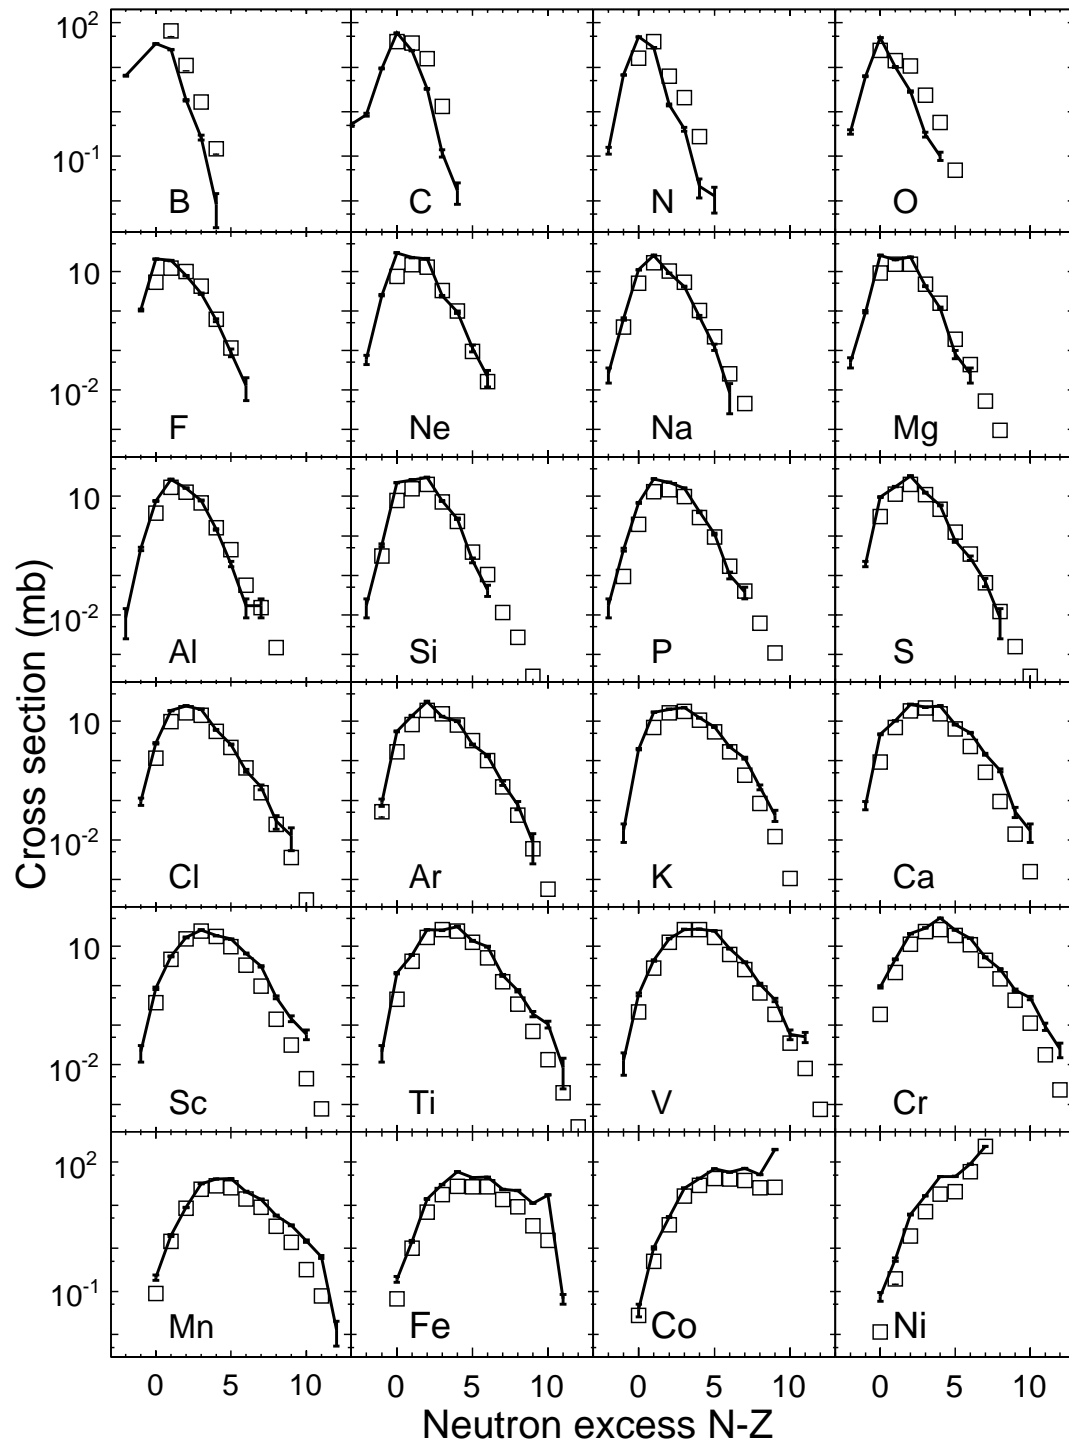 10² B C N O
10⁻¹
10 F Ne Na Mg
10⁻²
10 Al Si P S
10⁻²
10 Cl Ar K Ca
10⁻²
10 Sc Ti V Cr
10⁻²
10² Mn Fe Co Ni
10⁻¹
0 5 10 0 5 10 0 5 10 0 5 10
Cross section (mb)
Neutron excess N-Z